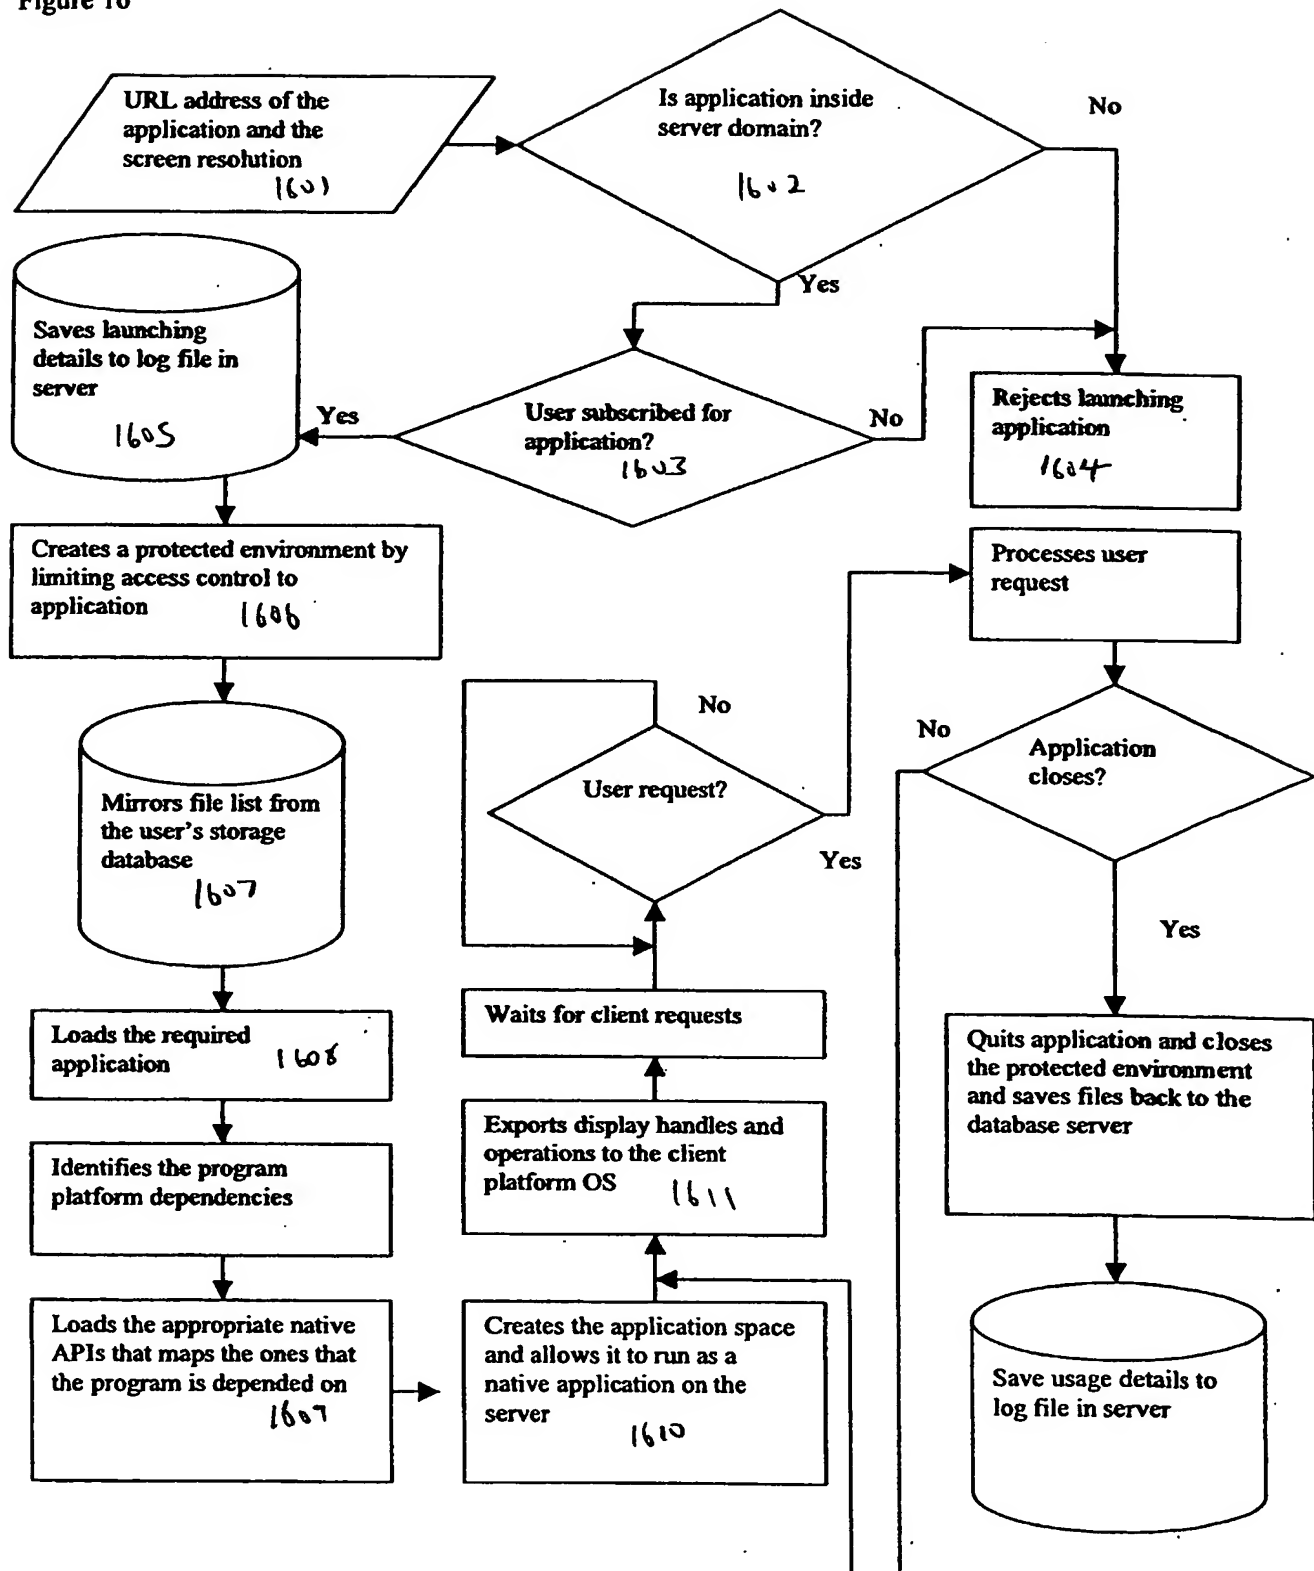 Figure 16
URL address of the
application and the
screen resolution
1601
Is application inside
server domain?
1602
No
Yes
Saves launching
details to log file in
server
1605
Yes
User subscribed for
application?
1603
No
Rejects launching
application
1604
Creates a protected environment by
limiting access control to
application
1606
Processes user
request
Mirrors file list from
the user's storage
database
1607
No
User request?
Yes
No
Application
closes?
Yes
Loads the required
application
1608
Waits for client requests
Quits application and closes
the protected environment
and saves files back to the
database server
Identifies the program
platform dependencies
Exports display handles and
operations to the client
platform OS
1611
Loads the appropriate native
APIs that maps the ones that
the program is depended on
Creates the application space
and allows it to run as a
native application on the
server
1610
Save usage details to
log file in server